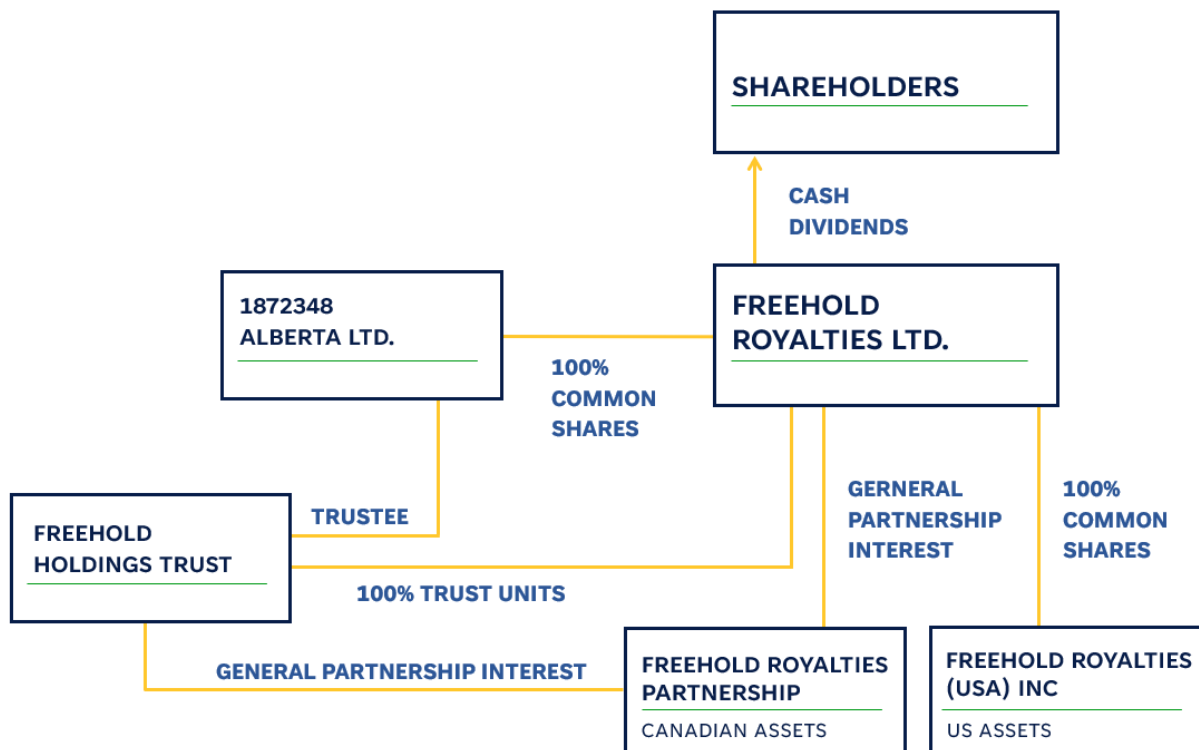 SHAREHOLDERS
CASH
DIVIDENDS
1872348
ALBERTA LTD.
FREEHOLD
ROYALTIES LTD.
100%
COMMON
SHARES
FREEHOLD
HOLDINGS TRUST
TRUSTEE
100% TRUST UNITS
GERNERAL
PARTNERSHIP
INTEREST
100%
COMMON
SHARES
GENERAL PARTNERSHIP INTEREST
FREEHOLD ROYALTIES
PARTNERSHIP
CANADIAN ASSETS
FREEHOLD ROYALTIES
(USA) INC
US ASSETS